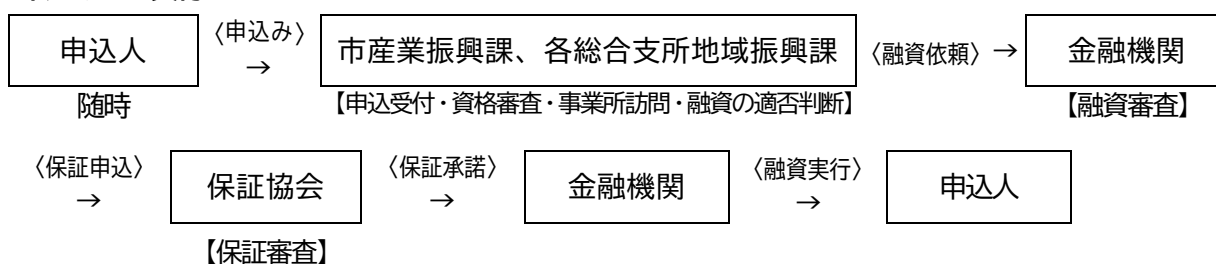 申込人 〈申込み〉 → 市産業振興課、各総合支所地域振興課 〈融資依頼〉 → 金融機関
随時 【申込受付・資格審査・事業所訪問・融資の適否判断】 【融資審査】
〈保証申込〉 → 保証協会 〈保証承諾〉 → 金融機関 〈融資実行〉 → 申込人
【保証審査】